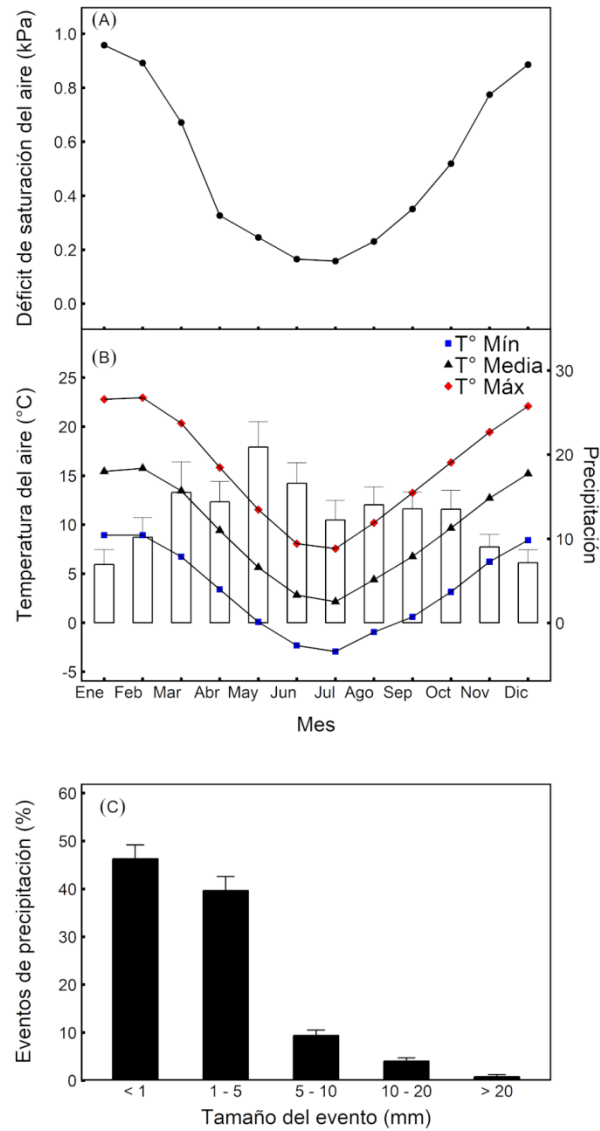 (A)
Déficit de saturación del aire (kPa)
1.0
0.8
0.6
0.4
0.2
0.0
(B)
T° Mín
T° Media
T° Máx
Temperatura del aire (°C)
25
20
15
10
5
0
-5
30
20
10
0
Precipitación
Ene Feb Mar Abr May Jun Jul Ago Sep Oct Nov Dic
Mes
(C)
Eventos de precipitación (%)
60
50
40
30
20
10
0
< 1 1 - 5 5 - 10 10 - 20 > 20
Tamaño del evento (mm)